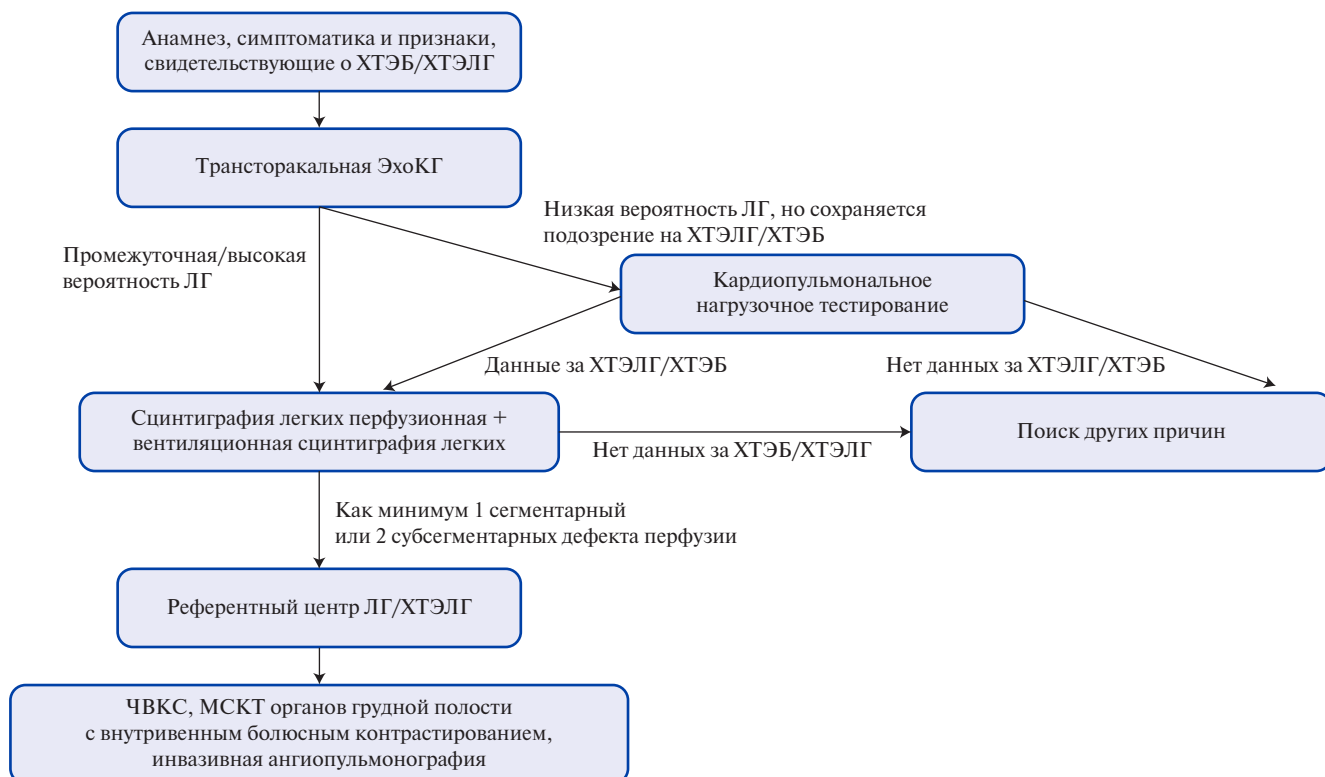 Анамнез, симптоматика и признаки,
свидетельствующие о ХТЭБ/ХТЭЛГ
Трансторакальная ЭхоКГ
Низкая вероятность ЛГ, но сохраняется
подозрение на ХТЭЛГ/ХТЭБ
Промежуточная/высокая
вероятность ЛГ
Кардиопульмональное
нагрузочное тестирование
Данные за ХТЭЛГ/ХТЭБ
Нет данных за ХТЭЛГ/ХТЭБ
Сцинтиграфия легких перфузионная +
вентиляционная сцинтиграфия легких
Нет данных за ХТЭБ/ХТЭЛГ
Поиск других причин
Как минимум 1 сегментарный
или 2 субсегментарных дефекта перфузии
Референтный центр ЛГ/ХТЭЛГ
ЧВКС, МСКТ органов грудной полости
с внутривенным болюсным контрастированием,
инвазивная ангиопульмонография